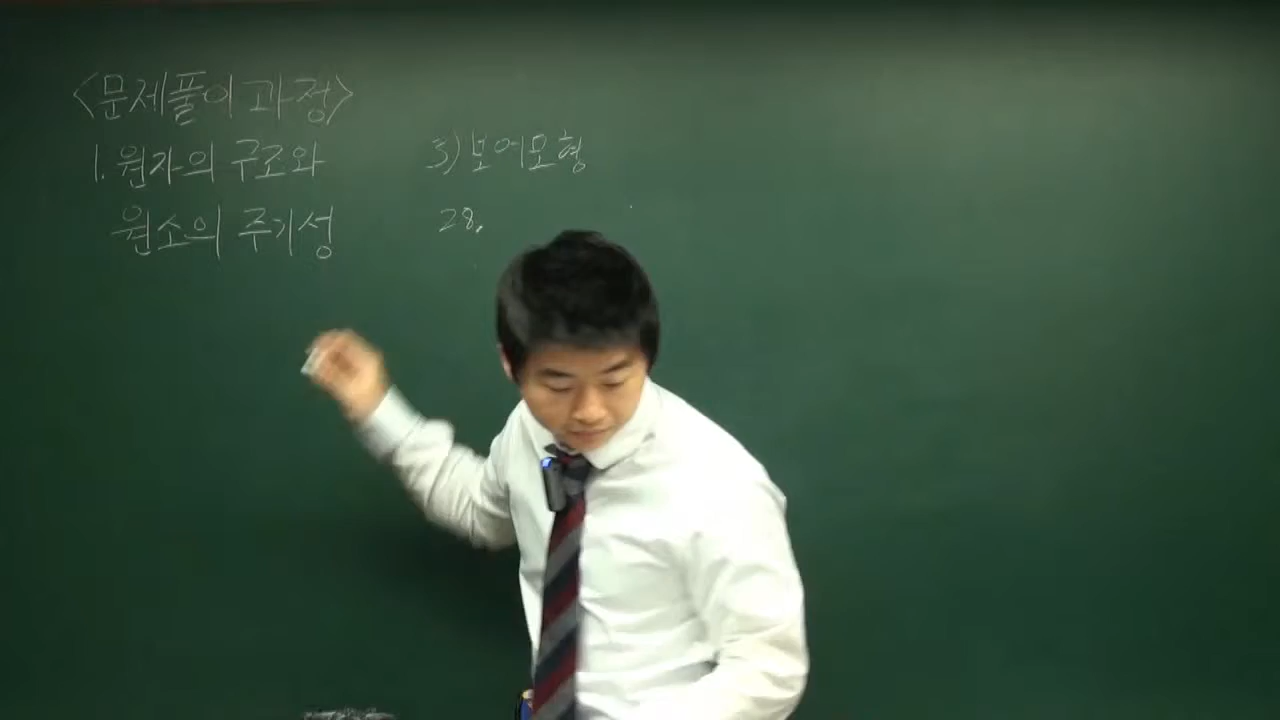 <문제풀이 과정>
1. 원자의 구조와
원소의 주기성
3) 보어모형
28.